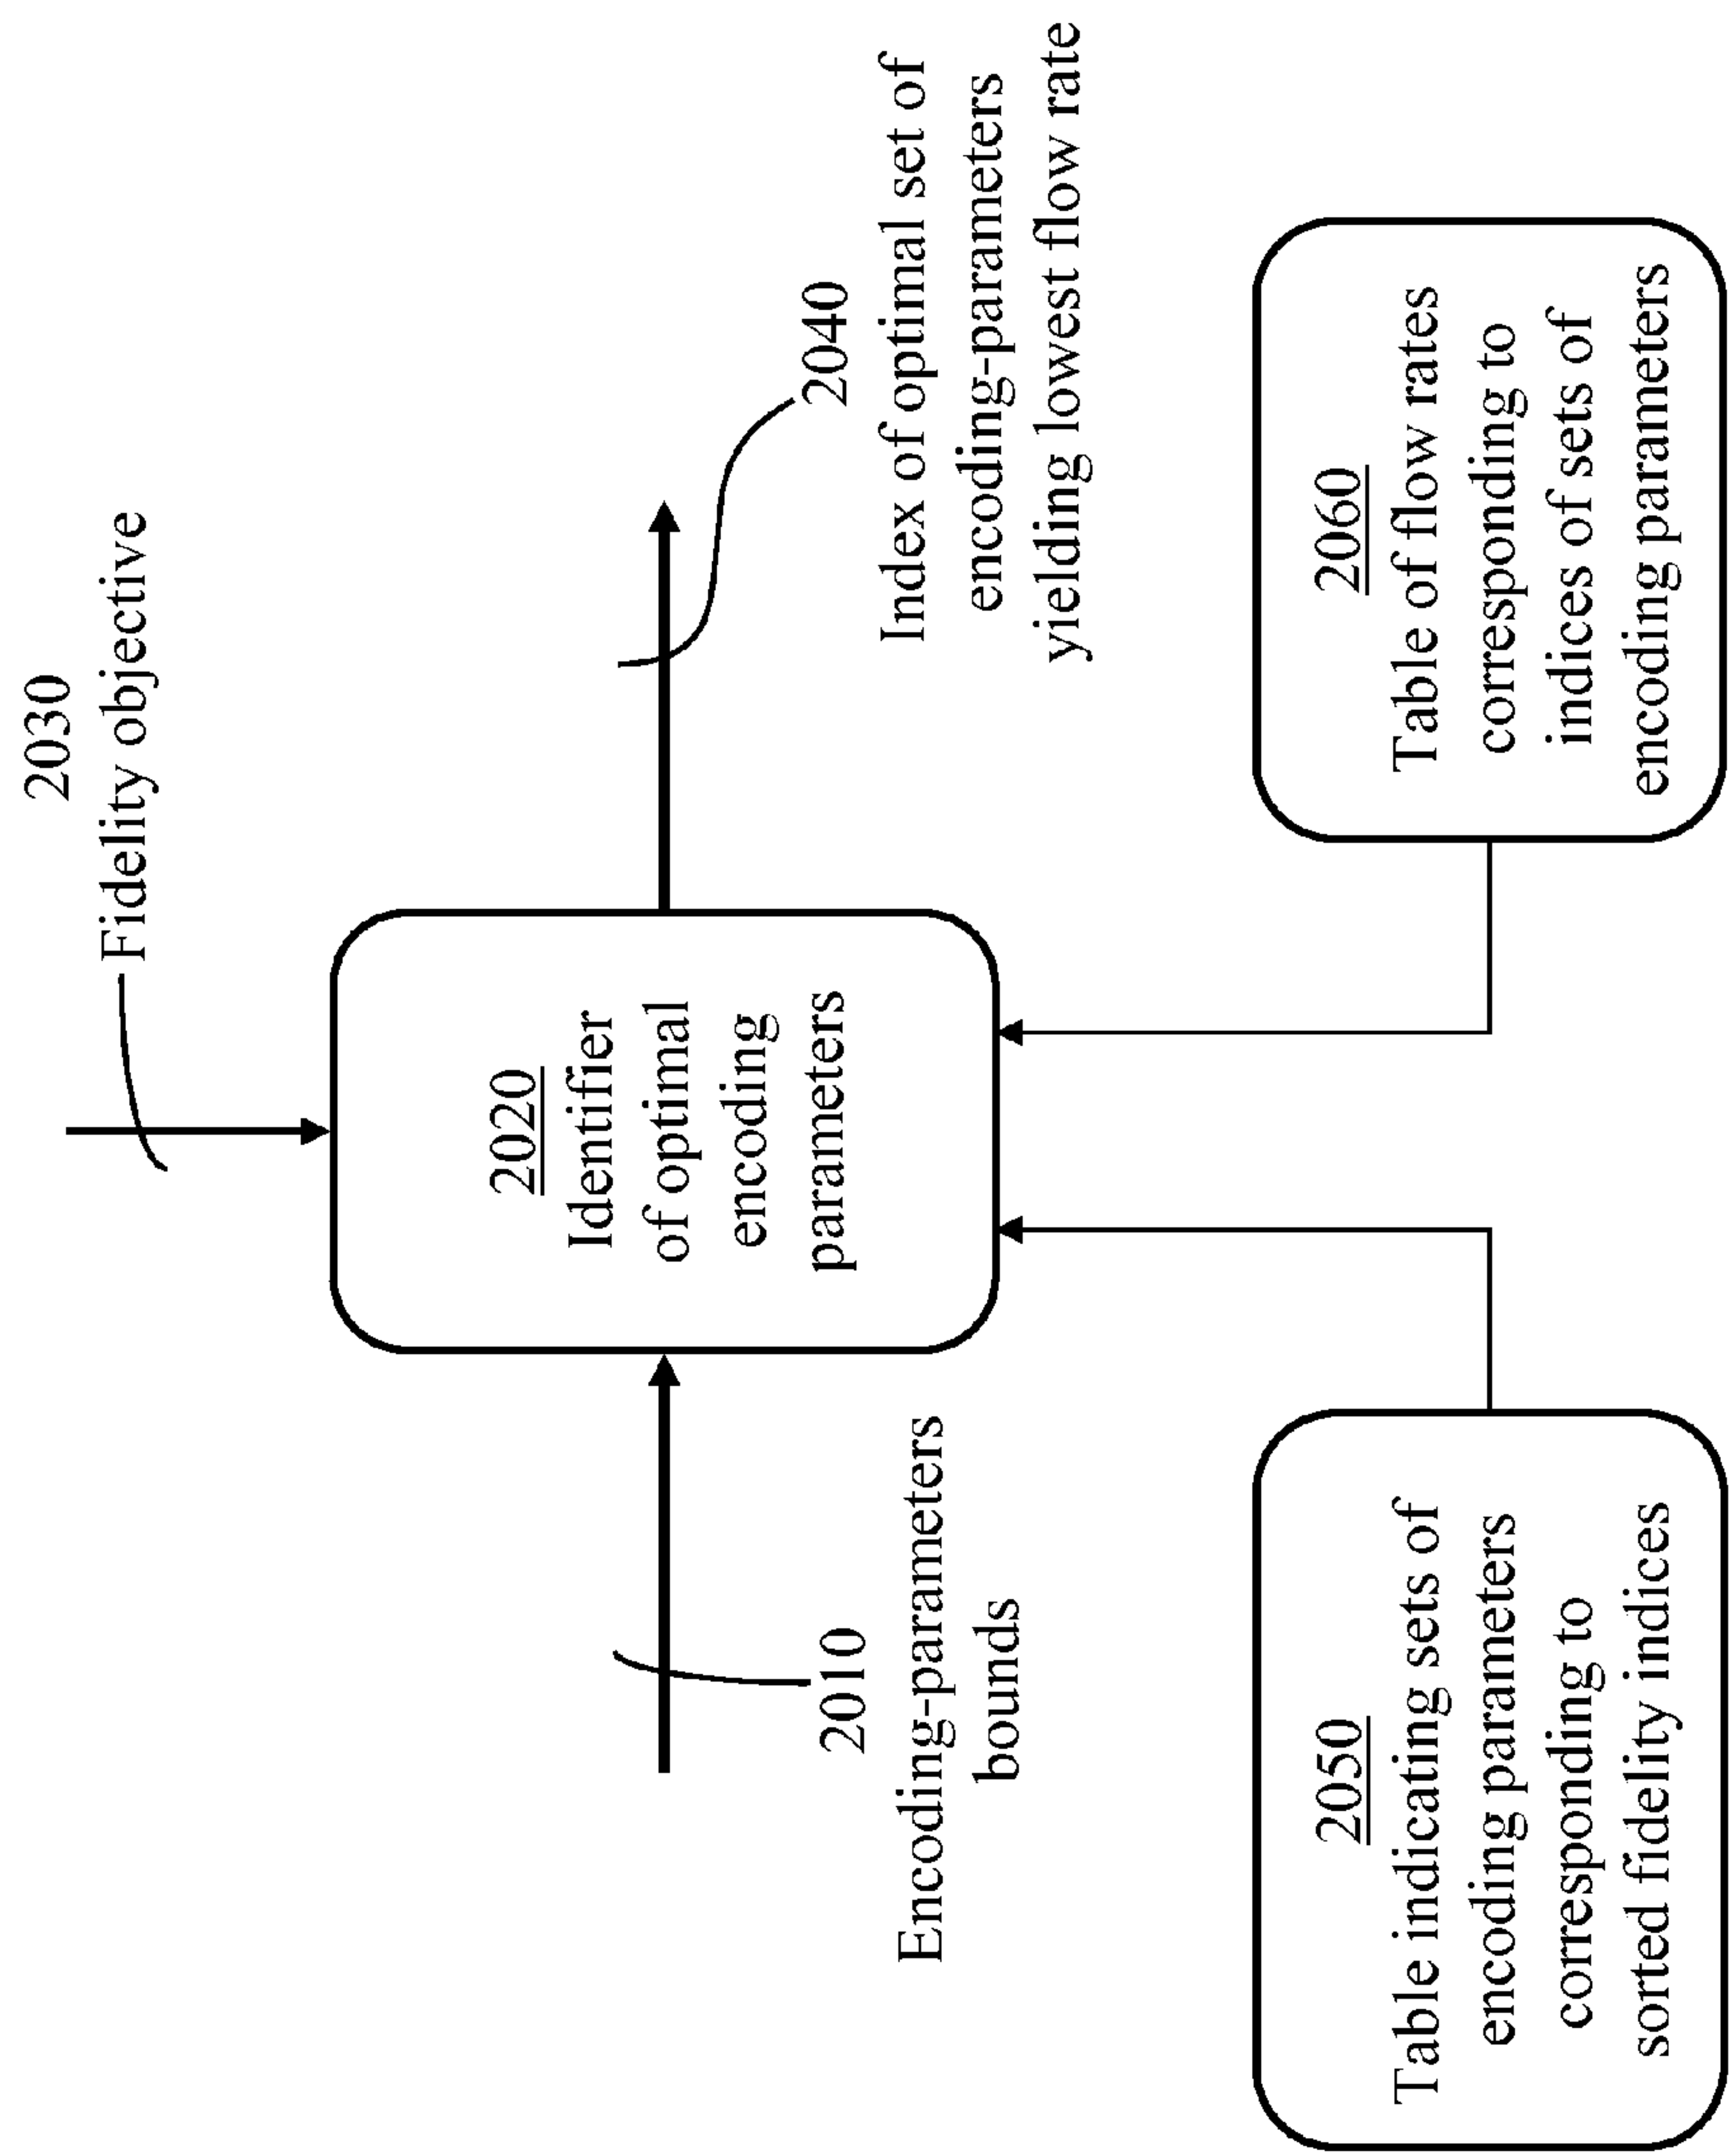 2030
Fidelity objective
2020
Identifier
of optimal
encoding
parameters
2010
Encoding-parameters
bounds
2040
Index of optimal set of
encoding-parameters
yielding lowest flow rate
2050
Table indicating sets of
encoding parameters
corresponding to
sorted fidelity indices
2060
Table of flow rates
corresponding to
indices of sets of
encoding parameters